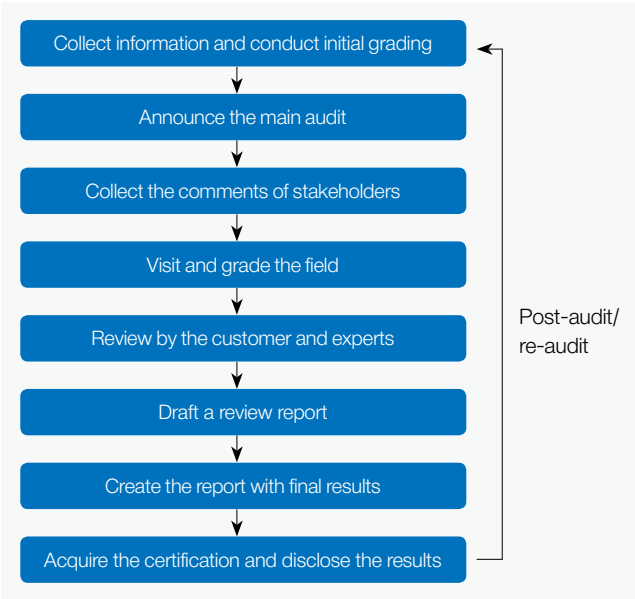 Collect information and conduct initial grading
Announce the main audit
Collect the comments of stakeholders
Visit and grade the field
Review by the customer and experts
Draft a review report
Create the report with final results
Acquire the certification and disclose the results
Post-audit/
re-audit